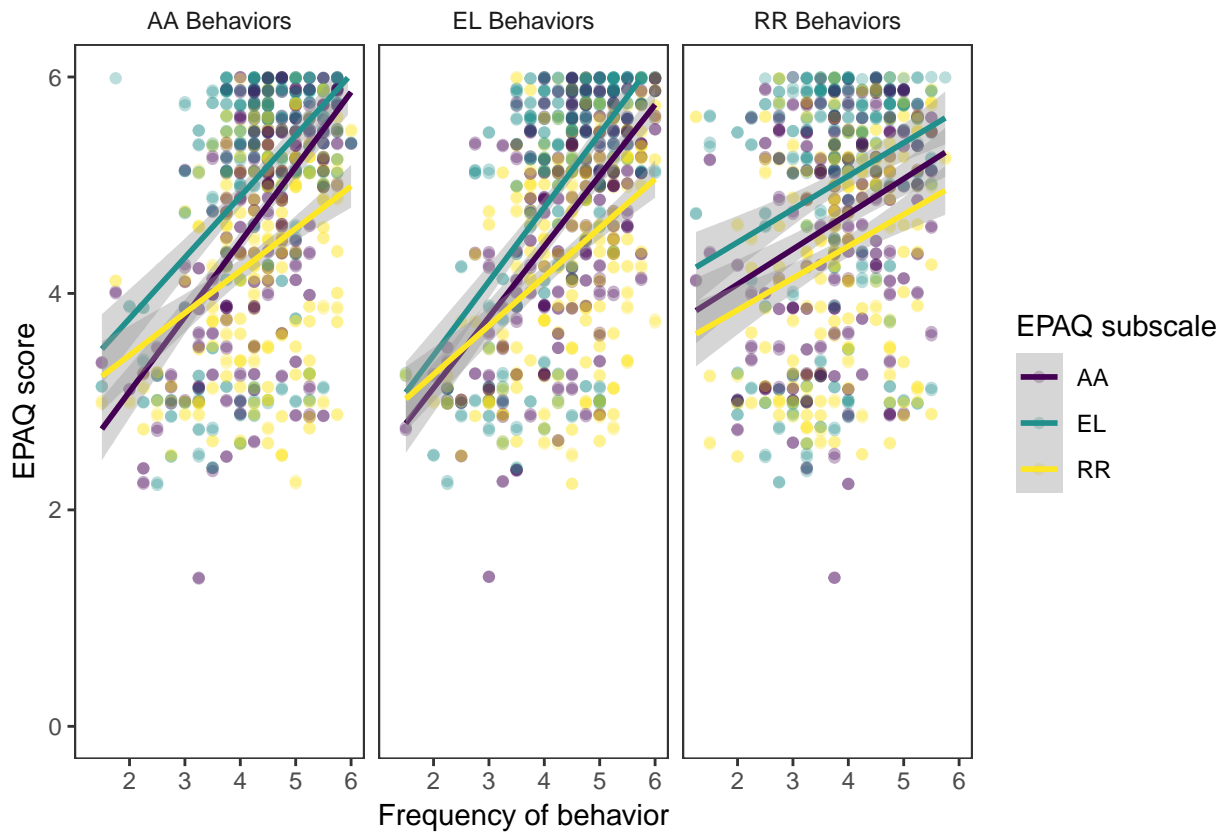 AA Behaviors EL Behaviors RR Behaviors
6
4
2
0
EPAQ score
2 3 4 5 6 2 3 4 5 6 2 3 4 5 6
Frequency of behavior
EPAQ subscale
AA
EL
RR